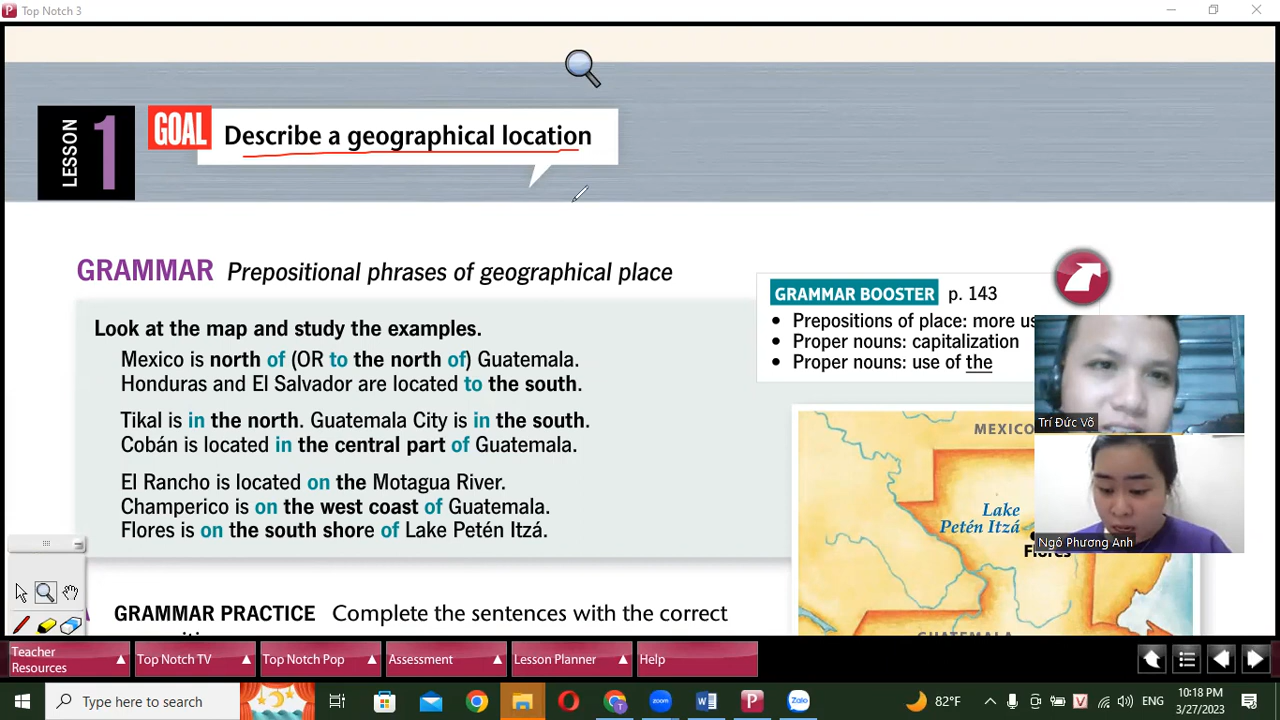 Top Notch 3
LESSON 1
GOAL
Describe a geographical location
GRAMMAR Prepositional phrases of geographical place
Look at the map and study the examples.
Mexico is north of (OR to the north of) Guatemala.
Honduras and El Salvador are located to the south.
Tikal is in the north. Guatemala City is in the south.
Cobán is located in the central part of Guatemala.
El Rancho is located on the Motagua River.
Champerico is on the west coast of Guatemala.
Flores is on the south shore of Lake Petén Itzá.
GRAMMAR BOOSTER p. 143
• Prepositions of place: more
• Proper nouns: capitalization
• Proper nouns: use of the
MEXICO
Lake
Petén Itzá
Flores
Trí Đức Võ
Ngô Phương Anh
GRAMMAR PRACTICE Complete the sentences with the correct
Teacher
Resources
Top Notch TV
Top Notch Pop
Assessment
Lesson Planner
Help
Type here to search
82°F
ENG
10:18 PM
3/27/2023